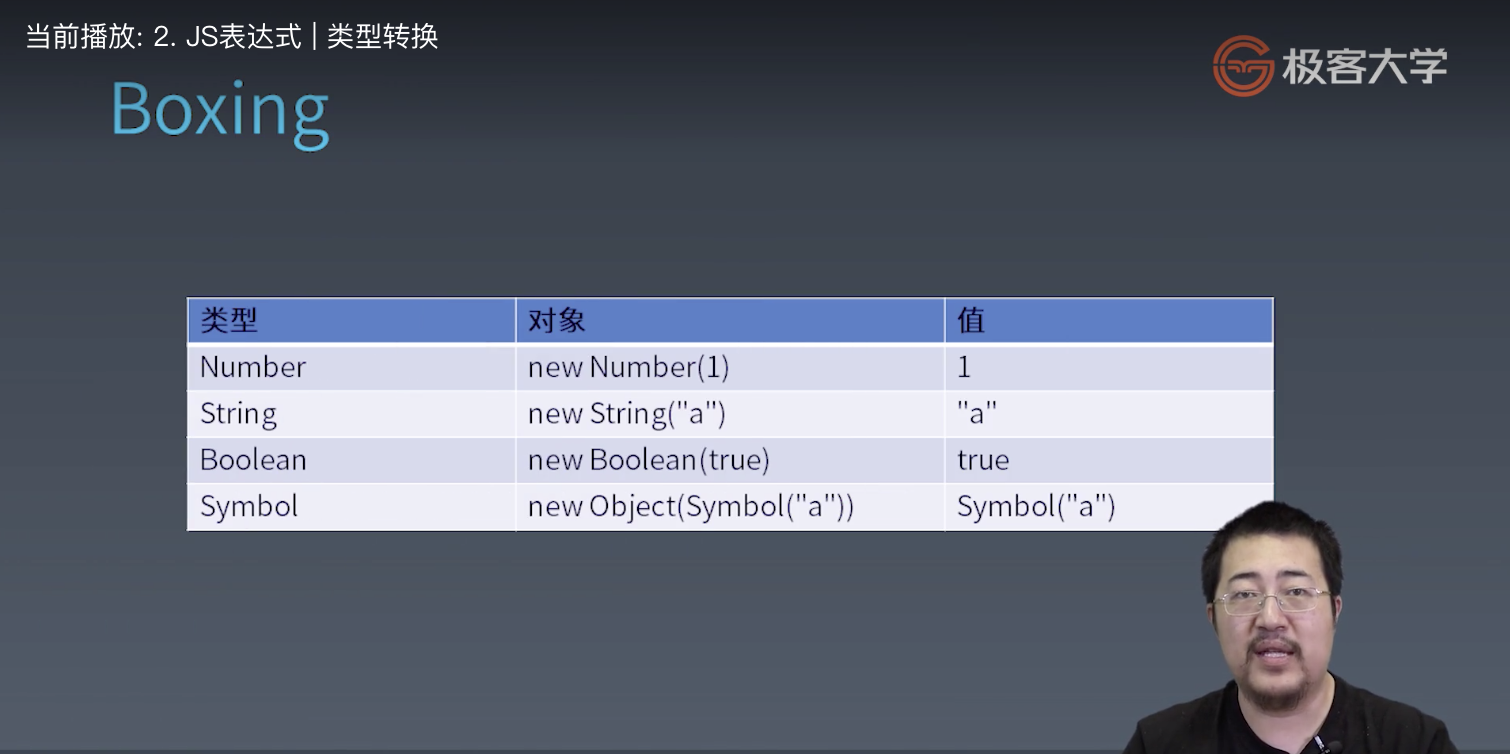 当前播放: 2. JS表达式 | 类型转换
极客大学
Boxing
类型 对象 值
Number new Number(1) 1
String new String("a") "a"
Boolean new Boolean(true) true
Symbol new Object(Symbol("a")) Symbol("a")